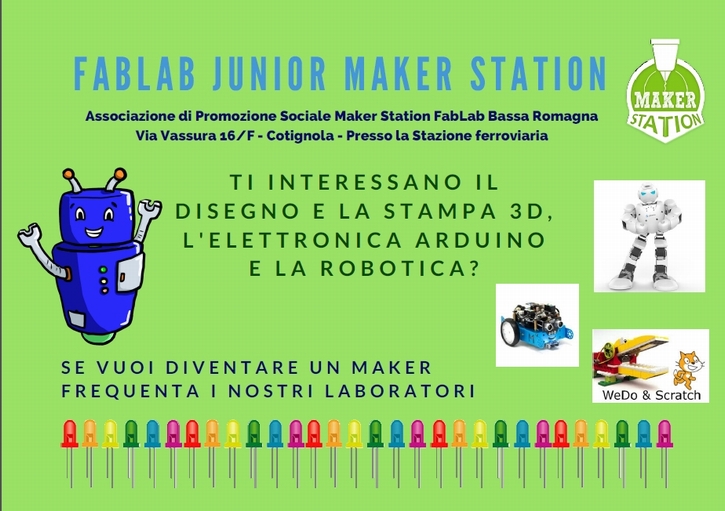 FABLAB JUNIOR MAKER STATION
MAKER
STATION
Associazione di Promozione Sociale Maker Station FabLab Bassa Romagna
Via Vassura 16/F - Cotignola - Presso la Stazione ferroviaria
TI INTERESSANO IL
DISEGNO E LA STAMPA 3D,
L'ELETTRONICA ARDUINO
E LA ROBOTICA?
SE VUOI DIVENTARE UN MAKER
FREQUENTA I NOSTRI LABORATORI
WeDo & Scratch